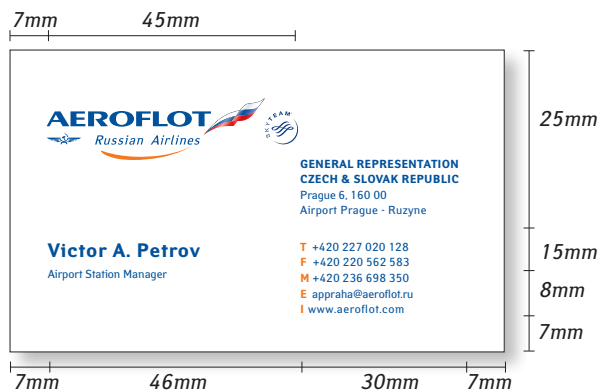 7mm 45mm
AEROFLOT
Russian Airlines
SKYTEAM
25mm
GENERAL REPRESENTATION
CZECH & SLOVAK REPUBLIC
Prague 6, 160 00
Airport Prague - Ruzyne
Victor A. Petrov
Airport Station Manager
T +420 227 020 128
F +420 220 562 583
M +420 236 698 350
E appraha@aeroflot.ru
I www.aeroflot.com
15mm
8mm
7mm
7mm 46mm 30mm 7mm